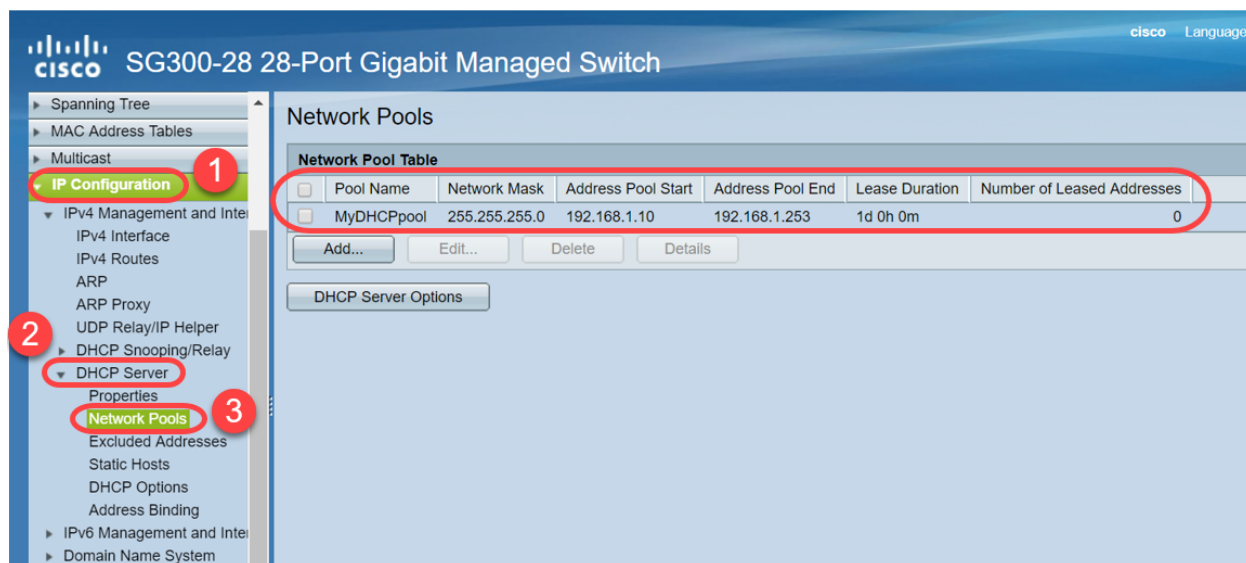 cisco Language
CISCO SG300-28 28-Port Gigabit Managed Switch
Spanning Tree
MAC Address Tables
Multicast
1
IP Configuration
IPv4 Management and Inter
IPv4 Interface
IPv4 Routes
ARP
ARP Proxy
UDP Relay/IP Helper
2
DHCP Snooping/Relay
DHCP Server
Properties
Network Pools
3
Excluded Addresses
Static Hosts
DHCP Options
Address Binding
IPv6 Management and Inter
Domain Name System
Network Pools
Network Pool Table
Pool Name Network Mask Address Pool Start Address Pool End Lease Duration Number of Leased Addresses
MyDHCPpool 255.255.255.0 192.168.1.10 192.168.1.253 1d 0h 0m 0
Add... Edit... Delete Details
DHCP Server Options